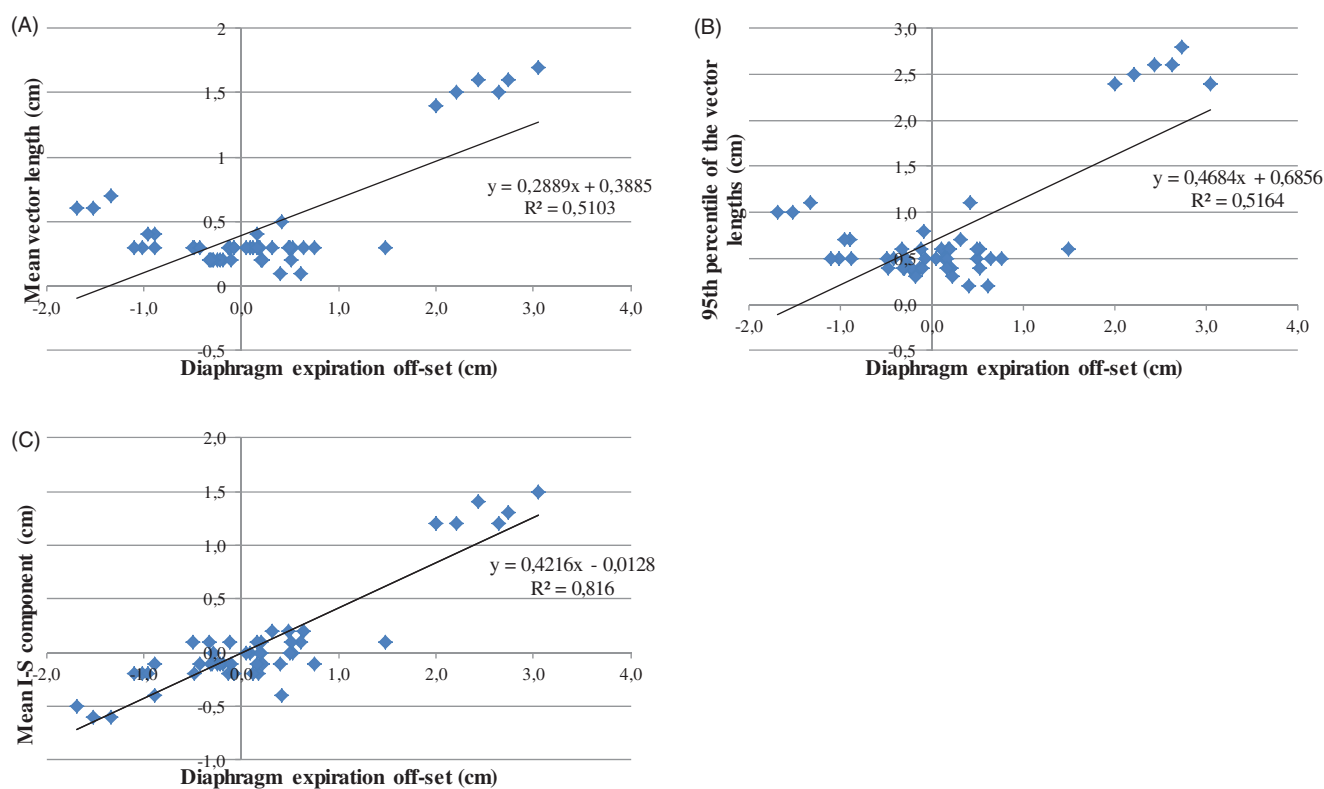 (A)
2
1,5
1
0,5
0
-0,5
-2,0 -1,0 0,0 1,0 2,0 3,0 4,0
Mean vector length (cm)
y = 0,2889x + 0,3885
R² = 0,5103
Diaphragm expiration off-set (cm)
(B)
3,0
2,5
2,0
1,5
1,0
0,5
0,0
-0,5
-2,0 -1,0 0,0 1,0 2,0 3,0 4,0
95th percentile of the vector
lengths (cm)
y = 0,4684x + 0,6856
R² = 0,5164
Diaphragm expiration off-set (cm)
(C)
2,0
1,5
1,0
0,5
0,0
-0,5
-1,0
-2,0 -1,0 0,0 1,0 2,0 3,0 4,0
Mean I-S component (cm)
y = 0,4216x - 0,0128
R² = 0,816
Diaphragm expiration off-set (cm)